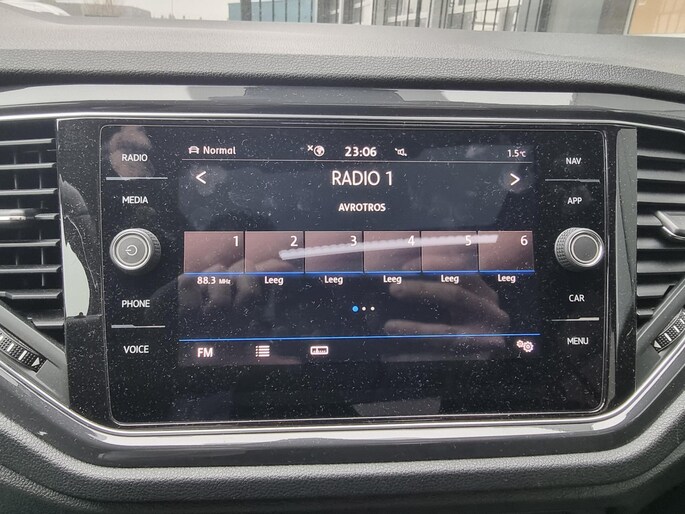 RADIO
MEDIA
PHONE
VOICE
Normal 23:06 1.5°C
< RADIO 1 >
AVROTROS
1 2 3 4 5 6
88.3 MHz Leeg Leeg Leeg Leeg Leeg
FM
NAV
APP
CAR
MENU